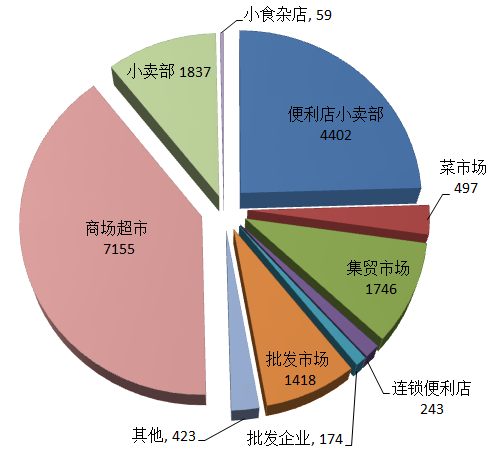 小食杂店, 59
小卖部 1837
便利店小卖部
4402
菜市场
497
商场超市
7155
集贸市场
1746
批发市场
1418
连锁便利店
243
其他, 423
批发企业, 174